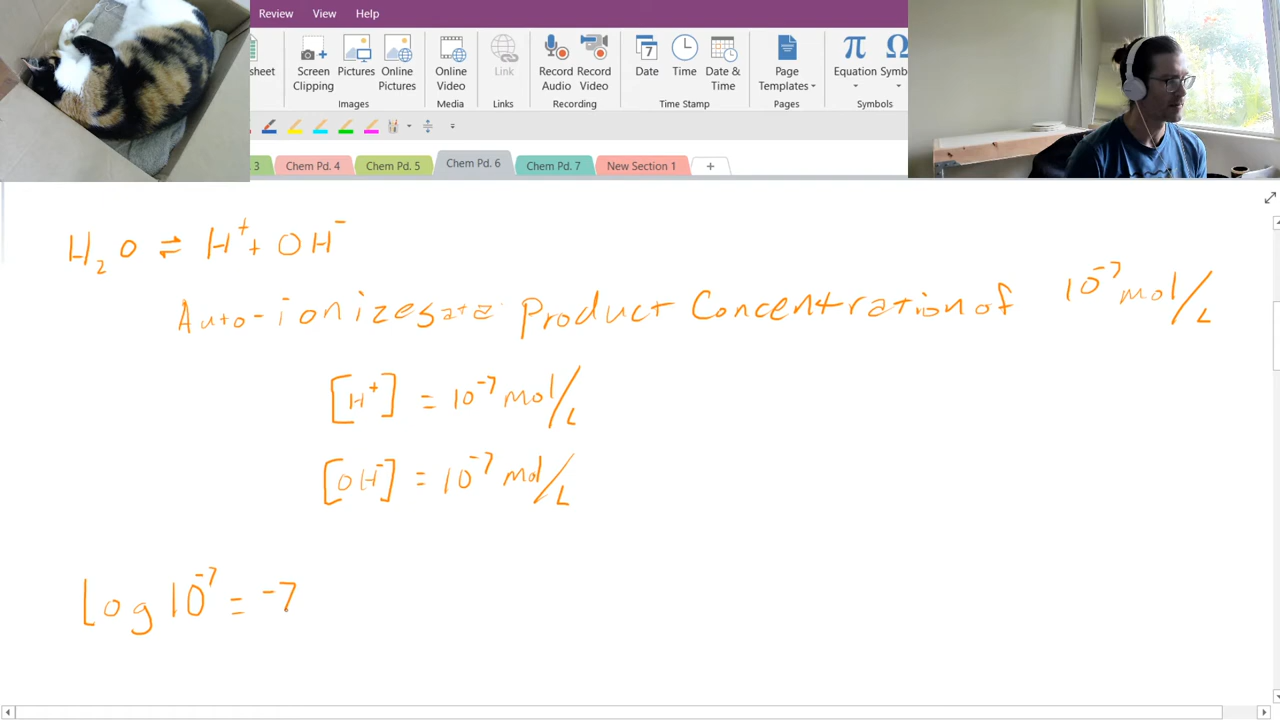 Review View Help
sheet Screen Clipping Pictures Online Pictures Online Video Link Record Audio Record Video Date Time Date & Time Page Templates Equation Symb
Images Media Links Recording Time Stamp Pages Symbols
3 Chem Pd. 4 Chem Pd. 5 Chem Pd. 6 Chem Pd. 7 New Section 1 +
H₂O ⇌ H⁺ + OH⁻
Auto-ionizes at a Product Concentration of 10⁻⁷ mol/L
[H⁺] = 10⁻⁷ mol/L
[OH⁻] = 10⁻⁷ mol/L
Log 10⁻⁷ = -7